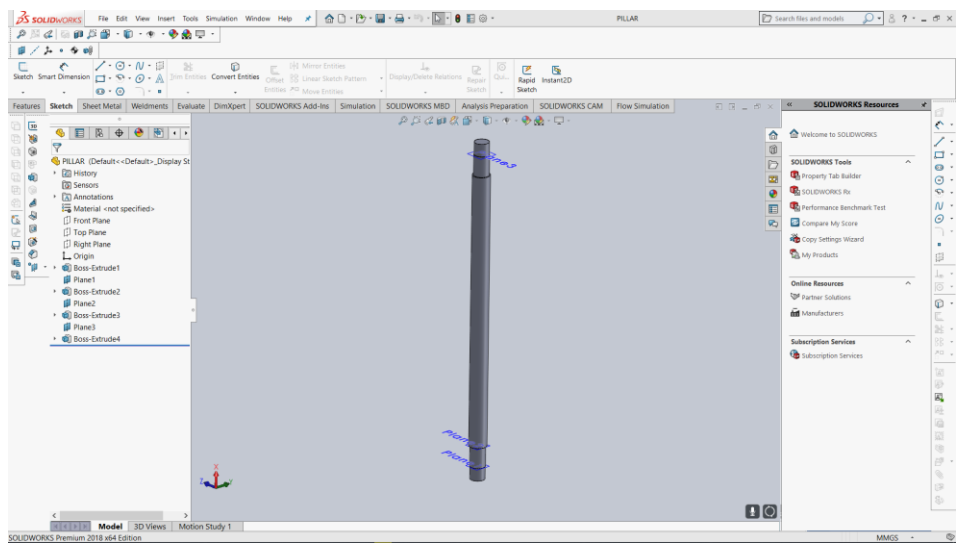 SOLIDWORKS File Edit View Insert Tools Simulation Window Help PILLAR Search files and models
Sketch Smart Dimension Trim Entities Convert Entities Offset Entities Mirror Entities Linear Sketch Pattern Move Entities Display/Delete Relations Repair Sketch Qui... Rapid Sketch Instant2D
Features Sketch Sheet Metal Weldments Evaluate DimXpert SOLIDWORKS Add-Ins Simulation SOLIDWORKS MBD Analysis Preparation SOLIDWORKS CAM Flow Simulation
PILLAR (Default<<Default>_Display St
History
Sensors
Annotations
Material <not specified>
Front Plane
Top Plane
Right Plane
Origin
Boss-Extrude1
Plane1
Boss-Extrude2
Plane2
Boss-Extrude3
Plane3
Boss-Extrude4
SOLIDWORKS Resources
Welcome to SOLIDWORKS
SOLIDWORKS Tools
Property Tab Builder
SOLIDWORKS Rx
Performance Benchmark Test
Compare My Score
Copy Settings Wizard
My Products
Online Resources
Partner Solutions
Manufacturers
Subscription Services
Subscription Services
X
Y
Z
Model 3D Views Motion Study 1
SOLIDWORKS Premium 2018 x64 Edition MMGS